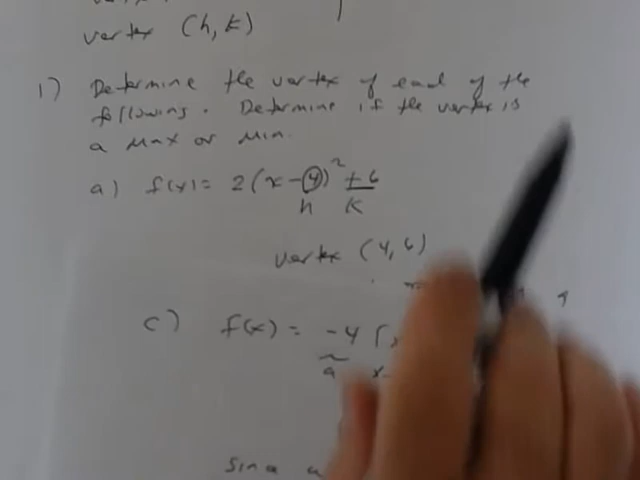 vertex (h, k)
1) Determine the vertex of each of the
following. Determine if the vertex is
a Max or Min.
a) f(x) = 2(x-4)² + 6
h k
vertex (4, 6)
c) f(x) = -4
a x-